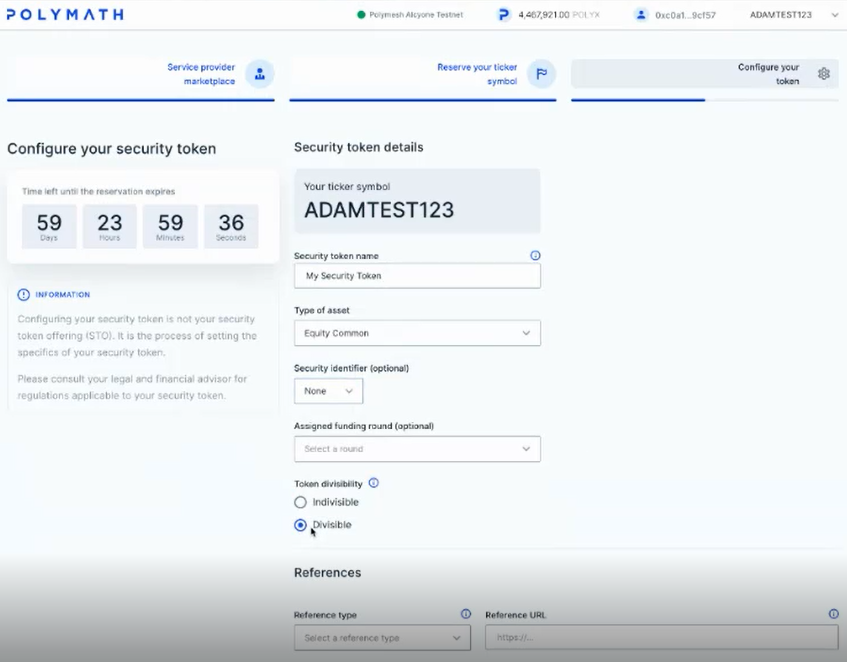 POLYMATH
Polymesh Alcyone Testnet
4,467,921.00 POLYX
0xc0a1...9cf57
ADAMTEST123
Service provider
marketplace
Reserve your ticker
symbol
Configure your
token
Configure your security token
Time left until the reservation expires
59 23 59 36
Days Hours Minutes Seconds
INFORMATION
Configuring your security token is not your security
token offering (STO). It is the process of setting the
specifics of your security token.
Please consult your legal and financial advisor for
regulations applicable to your security token.
Security token details
Your ticker symbol
ADAMTEST123
Security token name
My Security Token
Type of asset
Equity Common
Security identifier (optional)
None
Assigned funding round (optional)
Select a round
Token divisibility
Indivisible
Divisible
References
Reference type
Reference URL
Select a reference type
https://...